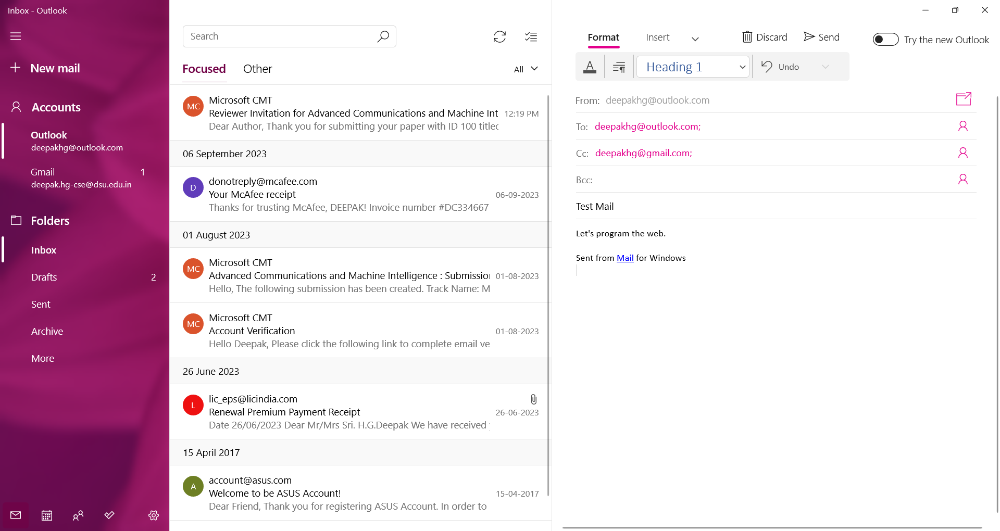 Inbox - Outlook
New mail
Accounts
Outlook
deepakhg@outlook.com
Gmail 1
deepak.hg-cse@dsu.edu.in
Folders
Inbox
Drafts 2
Sent
Archive
More
Search
Focused Other All
MC Microsoft CMT
Reviewer Invitation for Advanced Communications and Machine Int 12:19 PM
Dear Author, Thank you for submitting your paper with ID 100 titled
06 September 2023
D donotreply@mcafee.com
Your McAfee receipt 06-09-2023
Thanks for trusting McAfee, DEEPAK! Invoice number #DC334667
01 August 2023
MC Microsoft CMT
Advanced Communications and Machine Intelligence : Submission 01-08-2023
Hello, The following submission has been created. Track Name: M
MC Microsoft CMT
Account Verification 01-08-2023
Hello Deepak, Please click the following link to complete email ve
26 June 2023
L lic_eps@licindia.com
Renewal Premium Payment Receipt 26-06-2023
Date 26/06/2023 Dear Mr/Mrs Sri. H.G.Deepak We have received
15 April 2017
A account@asus.com
Welcome to be ASUS Account! 15-04-2017
Dear Friend, Thank you for registering ASUS Account. In order to
Format Insert Discard Send Try the new Outlook
A Heading 1 Undo
From: deepakhg@outlook.com
To: deepakhg@outlook.com;
Cc: deepakhg@gmail.com;
Bcc:
Test Mail
Let's program the web.
Sent from Mail for Windows